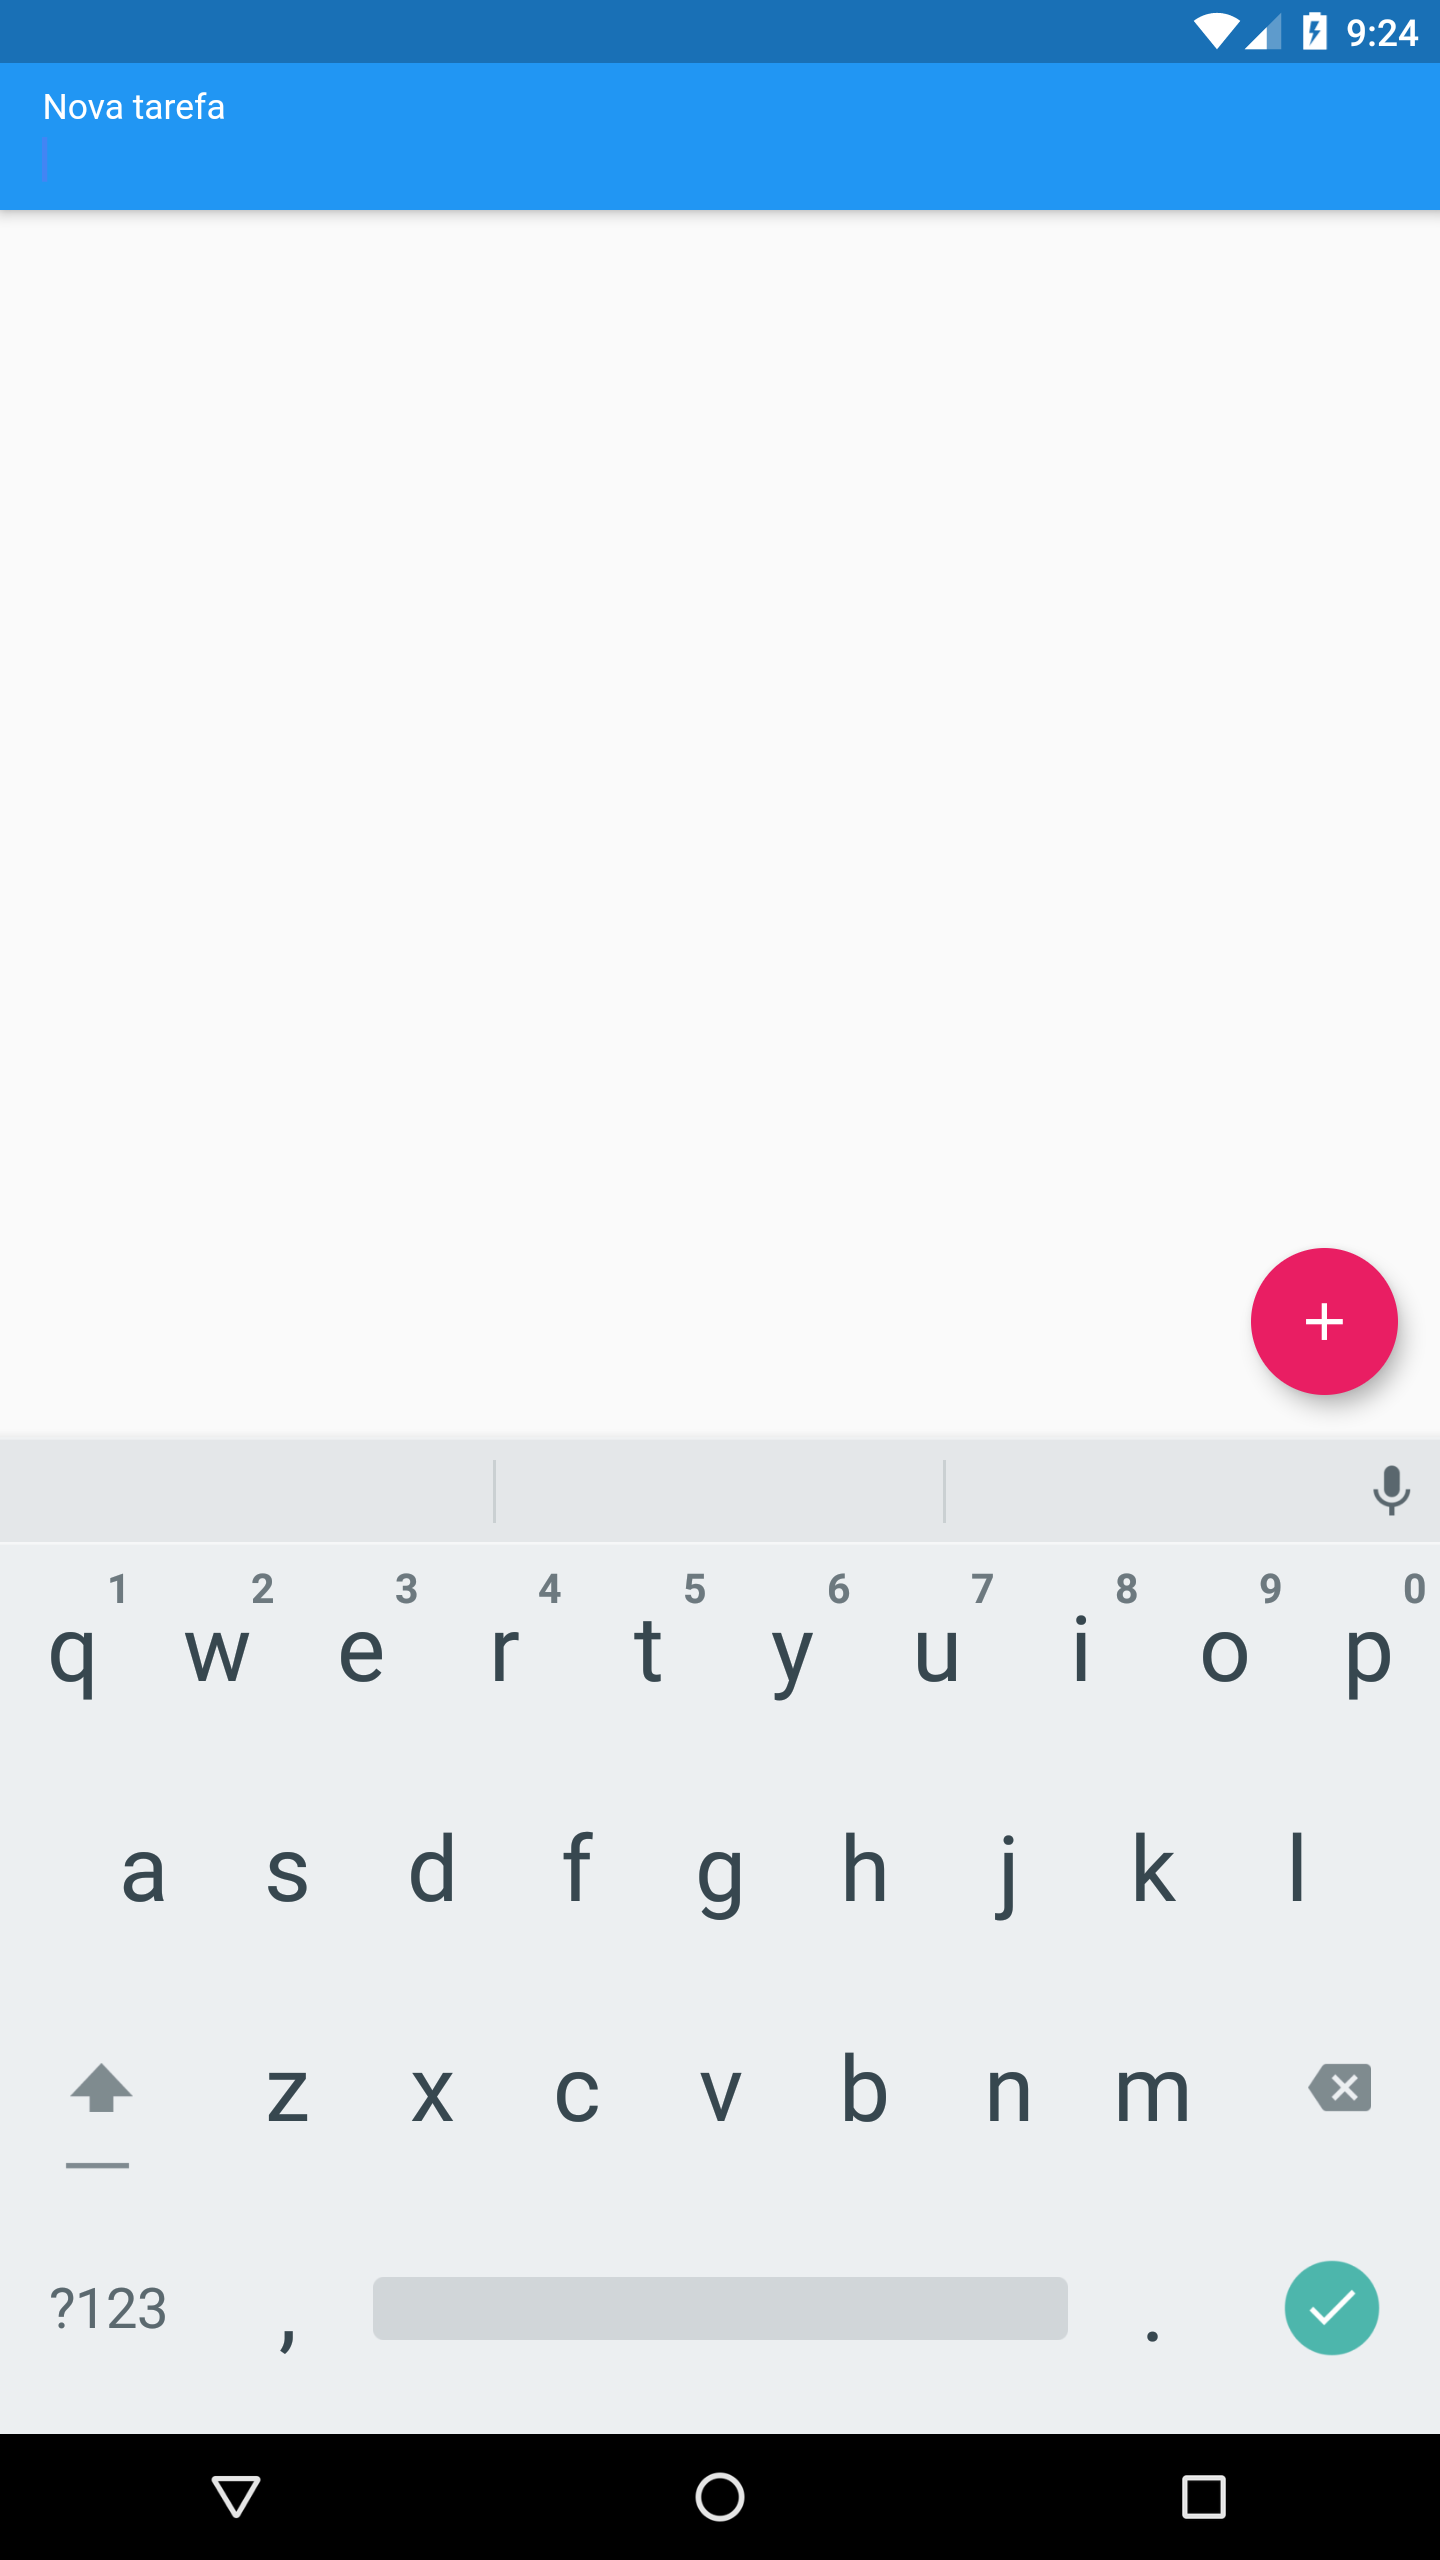 9:24
Nova tarefa
1 2 3 4 5 6 7 8 9 0
q w e r t y u i o p
a s d f g h j k l
z x c v b n m
?123 , .